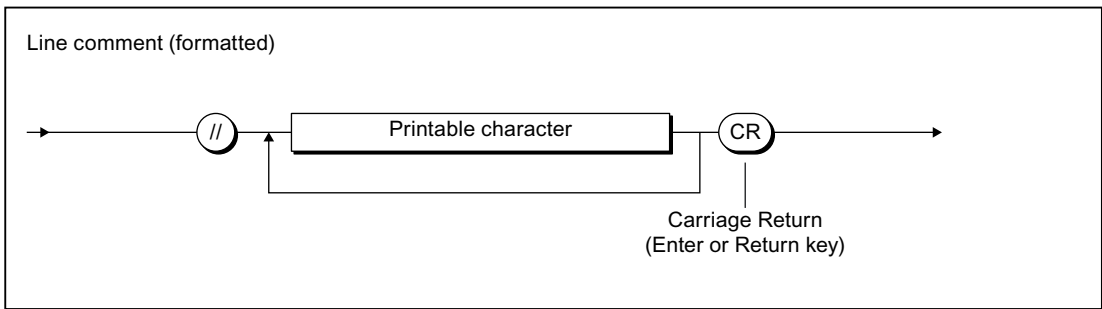 Line comment (formatted)
//
Printable character
CR
Carriage Return
(Enter or Return key)